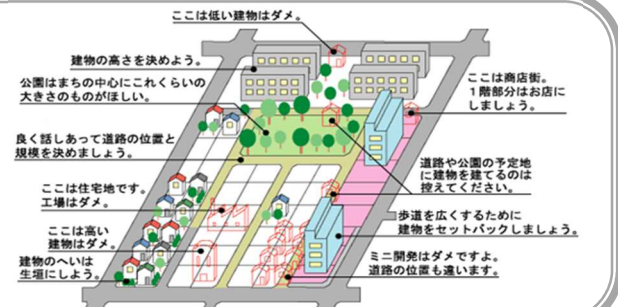 ここは低い建物はダメ。
建物の高さを決めよう。
公園はまちの中心にこれくらいの
大きさのものがほしい。
ここは商店街。
1階部分はお店に
しましょう。
良く話しあって道路の位置と
規模を決めましょう。
道路や公園の予定地
に建物を建てるのは
控えてください。
ここは住宅地です。
工場はダメ。
歩道を広くするために
建物をセットバックしましょう。
ここは高い
建物はダメ。
建物のへいは
生垣にしよう。
ミニ開発はダメですよ。
道路の位置も違います。